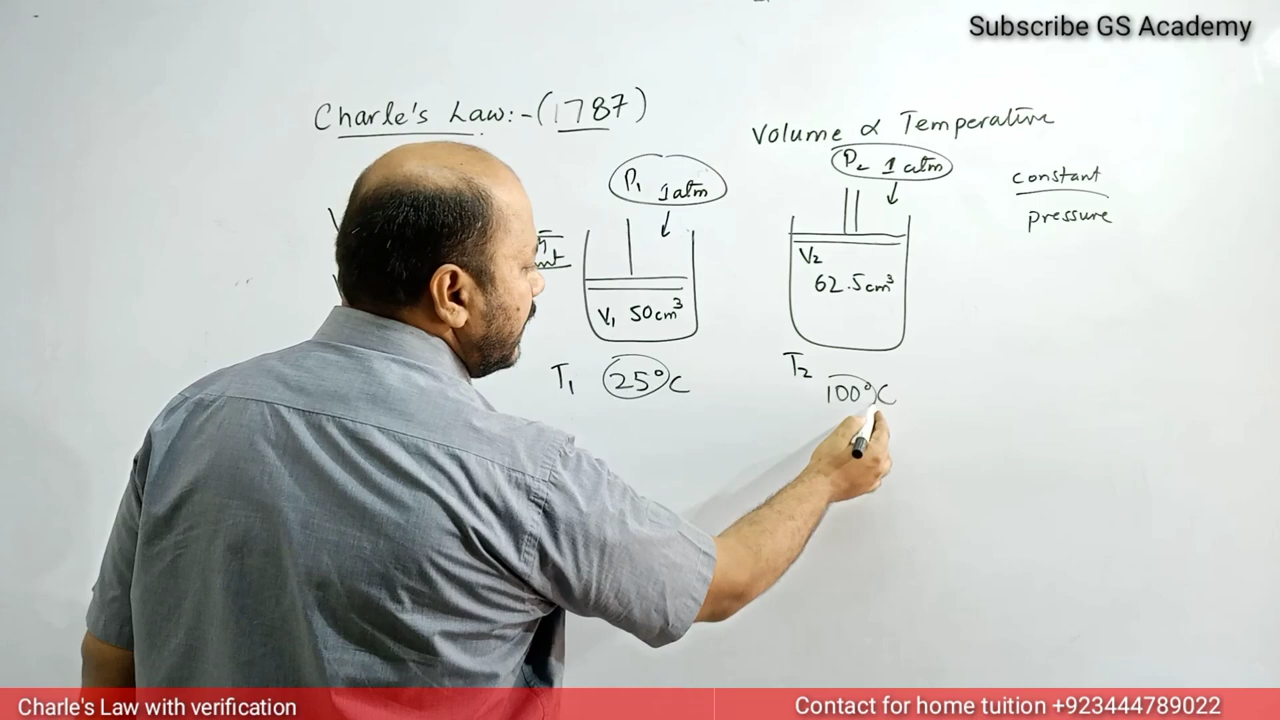 Subscribe GS Academy
Charle's Law:-(1787)
Volume α Temperative
P₁ 1atm
P₂ 1 atm
constant
pressure
V₁ 50cm³
V₂
62.5cm³
T₁ 25°C
T₂
100°C
Charle's Law with verification
Contact for home tuition +923444789022